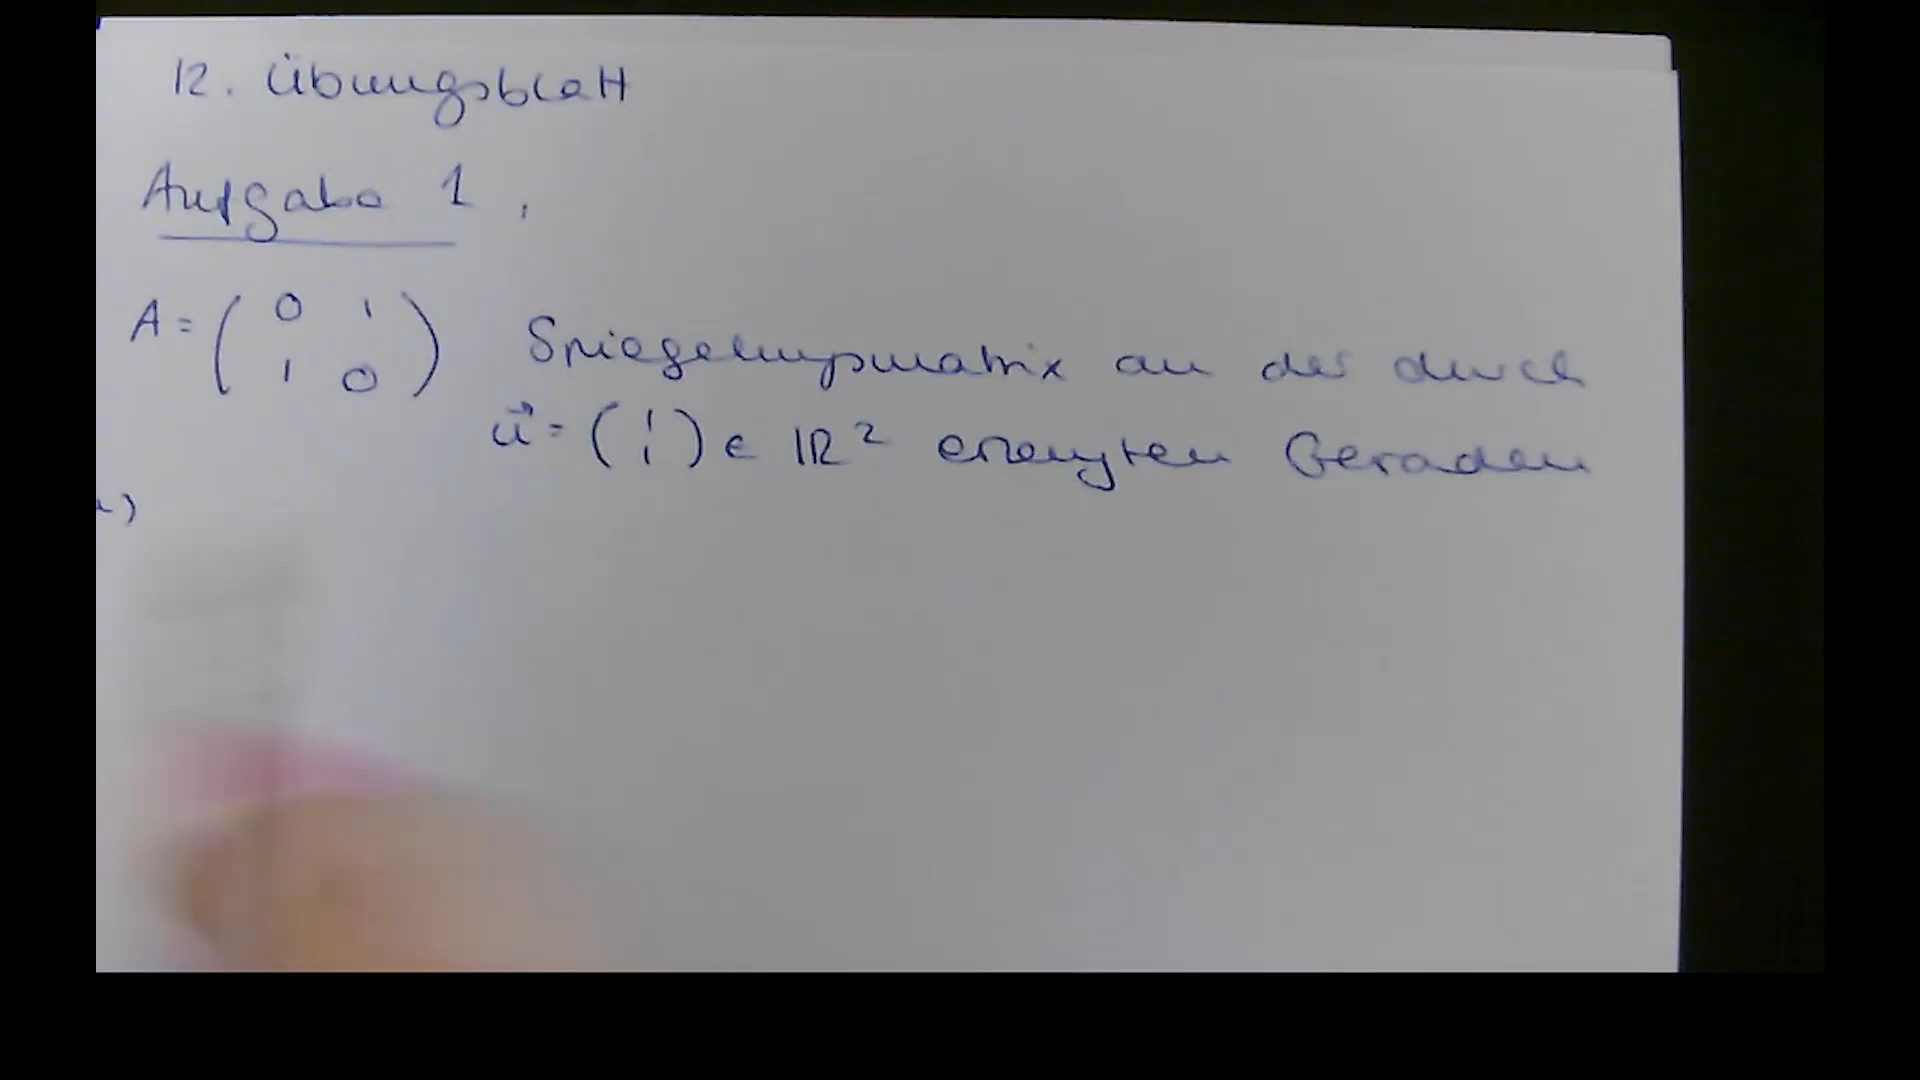 12. Übungsblatt
Aufgabe 1.
A = ( 0 1 ) Spiegelungsmatrix an der durch
( 1 0 )
u⃗ = ( 1 1 ) ∈ ℝ² erzeugten Geraden
)